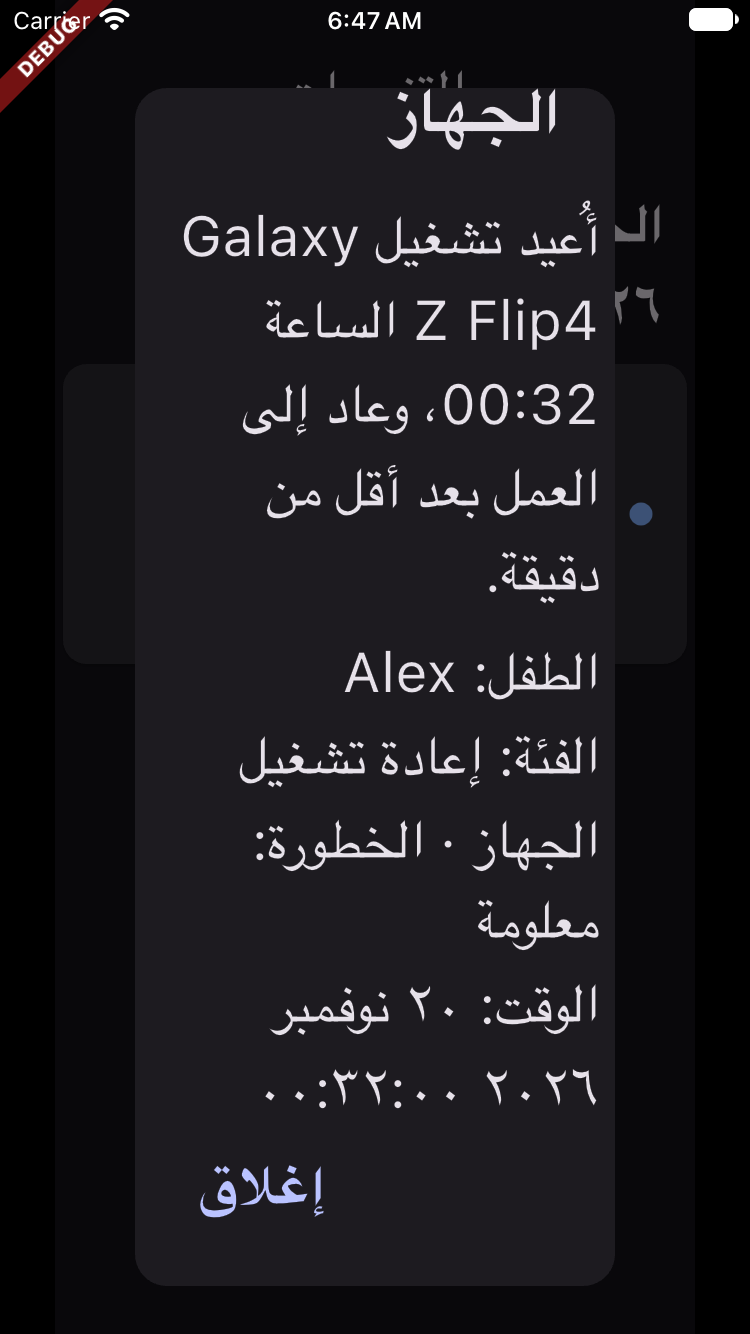 Carrier
6:47 AM
DEBUG
الجهاز
أُعيد تشغيل Galaxy
Z Flip4 الساعة
00:32، وعاد إلى
العمل بعد أقل من
دقيقة.
الطفل: Alex
الفئة: إعادة تشغيل
الجهاز · الخطورة:
معلومة
الوقت: ٢٠ نوفمبر
٢٠٢٦ ٠٠:٣٢:٠٠
إغلاق